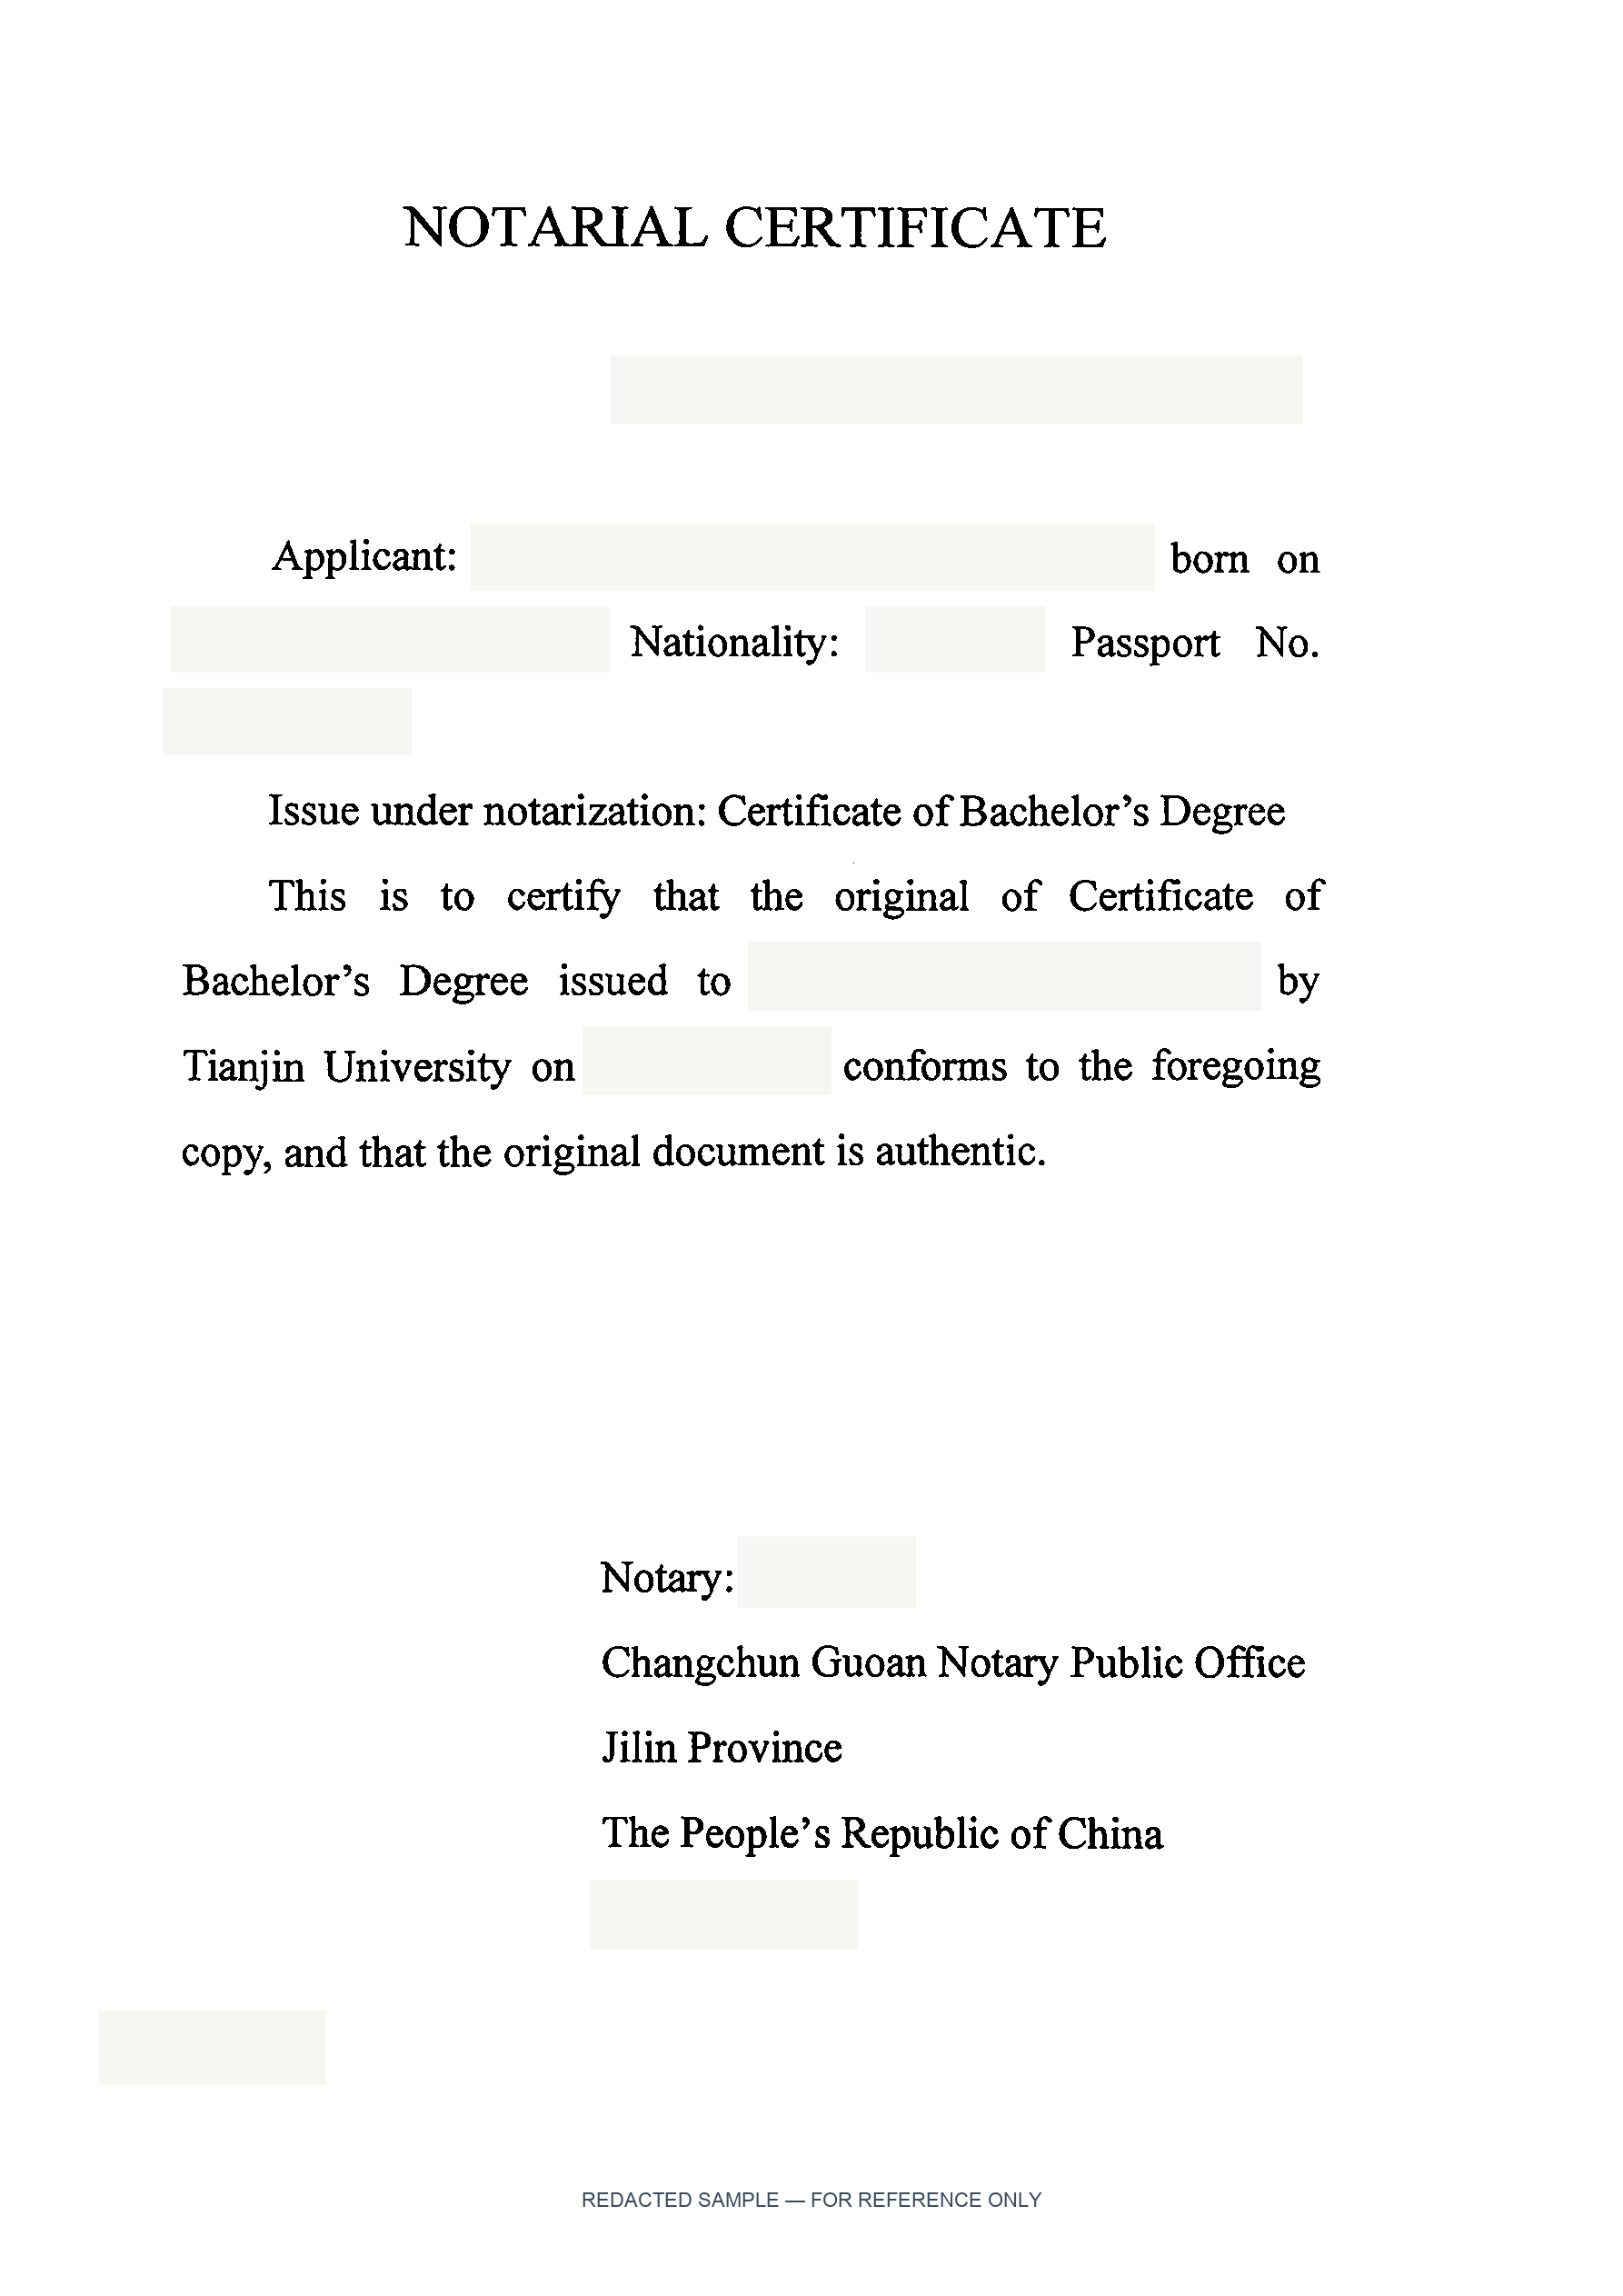 NOTARIAL CERTIFICATE
Applicant: born on
Nationality: Passport No.
Issue under notarization: Certificate of Bachelor’s Degree
This is to certify that the original of Certificate of
Bachelor’s Degree issued to by
Tianjin University on conforms to the foregoing
copy, and that the original document is authentic.
Notary:
Changchun Guoan Notary Public Office
Jilin Province
The People’s Republic of China
REDACTED SAMPLE — FOR REFERENCE ONLY